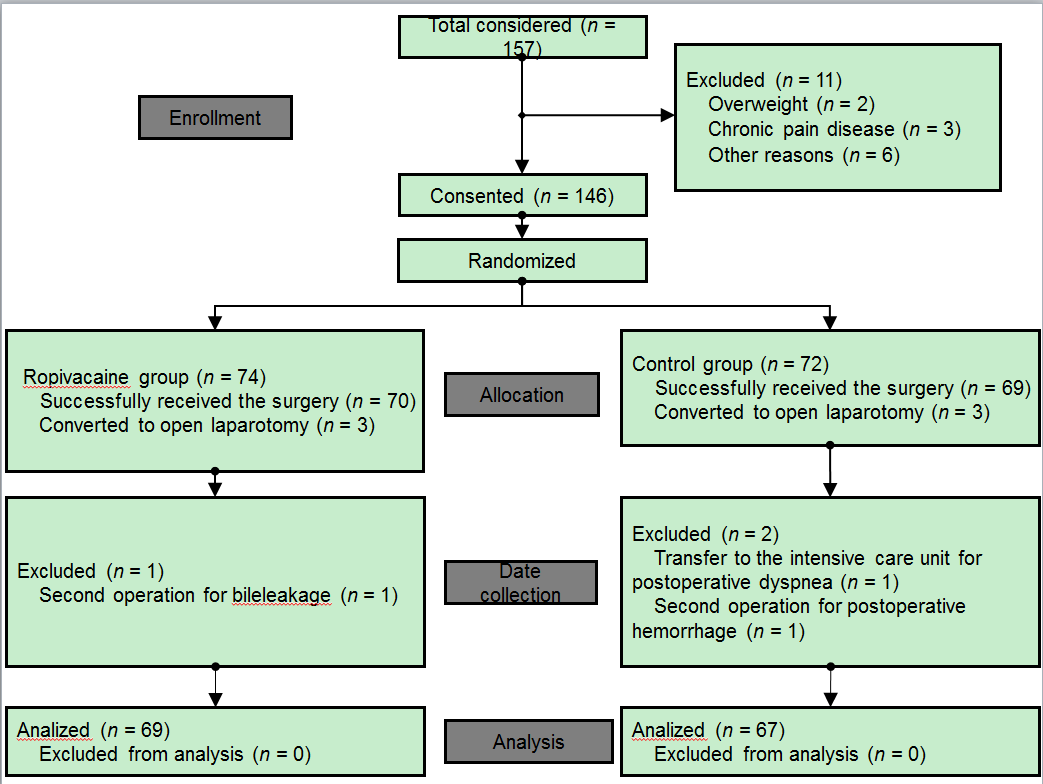 Total considered (n =
157)
Enrollment
Excluded (n = 11)
Overweight (n = 2)
Chronic pain disease (n = 3)
Other reasons (n = 6)
Consented (n = 146)
Randomized
Ropivacaine group (n = 74)
Successfully received the surgery (n = 70)
Converted to open laparotomy (n = 3)
Allocation
Control group (n = 72)
Successfully received the surgery (n = 69)
Converted to open laparotomy (n = 3)
Excluded (n = 1)
Second operation for bileleakage (n = 1)
Date
collection
Excluded (n = 2)
Transfer to the intensive care unit for
postoperative dyspnea (n = 1)
Second operation for postoperative
hemorrhage (n = 1)
Analized (n = 69)
Excluded from analysis (n = 0)
Analysis
Analized (n = 67)
Excluded from analysis (n = 0)